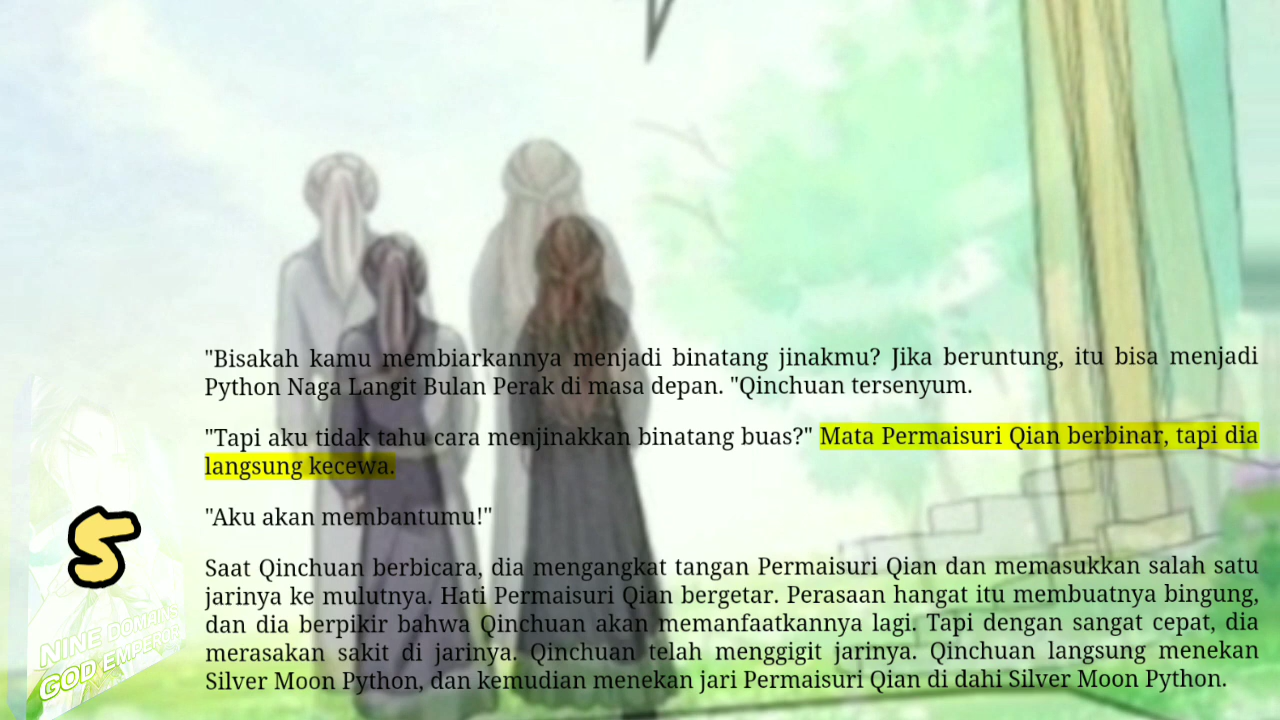 "Bisakah kamu membiarkannya menjadi binatang jinakmu? Jika beruntung, itu bisa menjadi
Python Naga Langit Bulan Perak di masa depan. "Qinchuan tersenyum.
"Tapi aku tidak tahu cara menjinakkan binatang buas?" Mata Permaisuri Qian berbinar, tapi dia
langsung kecewa.
"Aku akan membantumu!"
Saat Qinchuan berbicara, dia mengangkat tangan Permaisuri Qian dan memasukkan salah satu
jarinya ke mulutnya. Hati Permaisuri Qian bergetar. Perasaan hangat itu membuatnya bingung,
dan dia berpikir bahwa Qinchuan akan memanfaatkannya lagi. Tapi dengan sangat cepat, dia
merasakan sakit di jarinya. Qinchuan telah menggigit jarinya. Qinchuan langsung menekan
Silver Moon Python, dan kemudian menekan jari Permaisuri Qian di dahi Silver Moon Python.
S
NINE DOMAINS
GOD EMPEROR